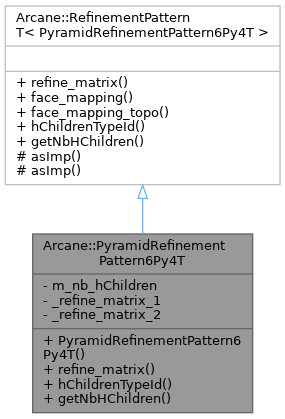 Arcane::RefinementPattern
T< PyramidRefinementPattern6Py4T >
+ refine_matrix()
+ face_mapping()
+ face_mapping_topo()
+ hChildrenTypeId()
+ getNbHChildren()
# asImp()
# asImp()
Arcane::PyramidRefinement
Pattern6Py4T
- m_nb_hChildren
- _refine_matrix_1
- _refine_matrix_2
+ PyramidRefinementPattern6
Py4T()
+ refine_matrix()
+ hChildrenTypeId()
+ getNbHChildren()